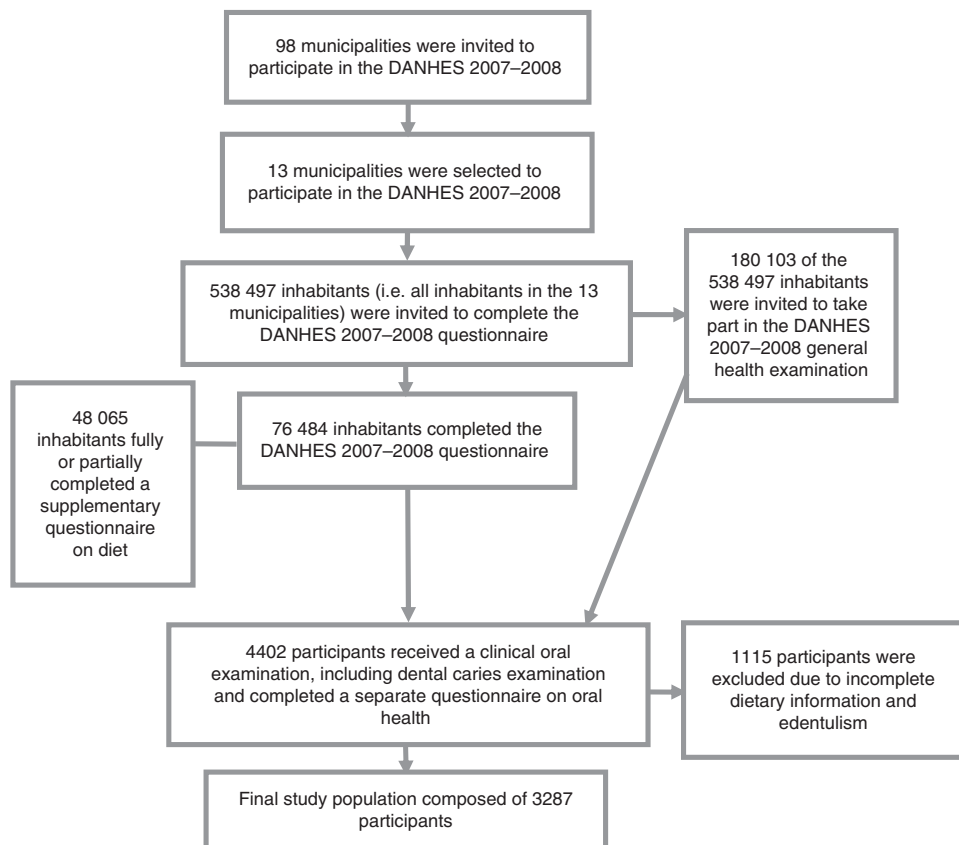 98 municipalities were invited to
participate in the DANHES 2007–2008
13 municipalities were selected to
participate in the DANHES 2007–2008
538 497 inhabitants (i.e. all inhabitants in the 13
municipalities) were invited to complete the
DANHES 2007–2008 questionnaire
180 103 of the
538 497 inhabitants
were invited to take
part in the DANHES
2007–2008 general
health examination
48 065
inhabitants fully
or partially
completed a
supplementary
questionnaire
on diet
76 484 inhabitants completed the
DANHES 2007–2008 questionnaire
4402 participants received a clinical oral
examination, including dental caries examination
and completed a separate questionnaire on oral
health
1115 participants were
excluded due to incomplete
dietary information and
edentulism
Final study population composed of 3287
participants